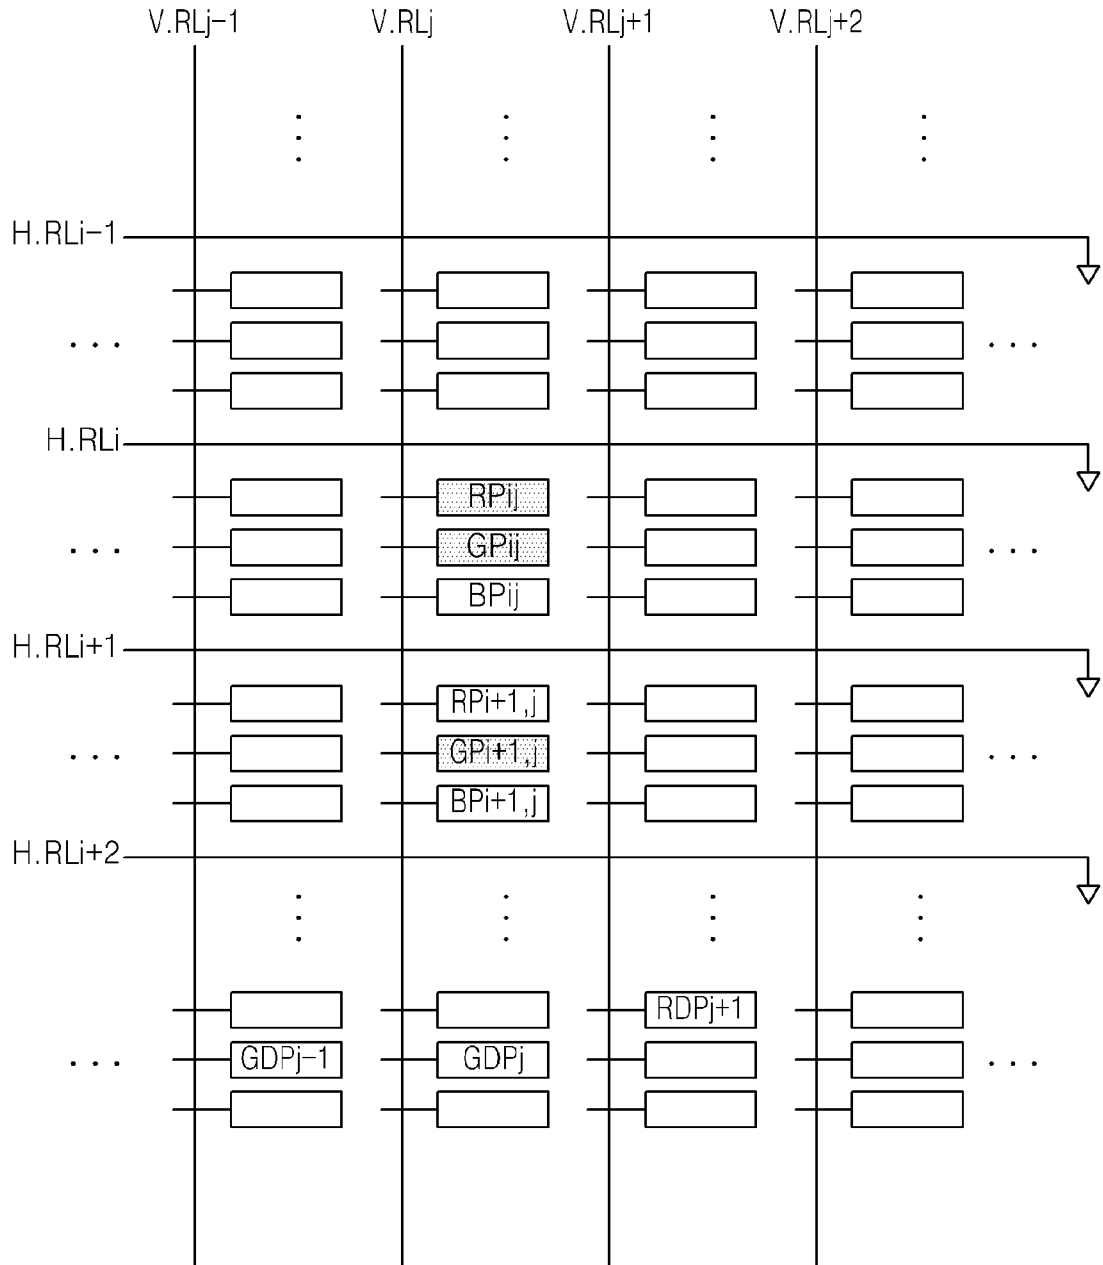 V.RLj-1 V.RLj V.RLj+1 V.RLj+2
H.RLi-1
H.RLi
RPij
GPij
BPij
H.RLi+1
RPi+1,j
GPi+1,j
BPi+1,j
H.RLi+2
RDPj+1
GDPj-1 GDPj